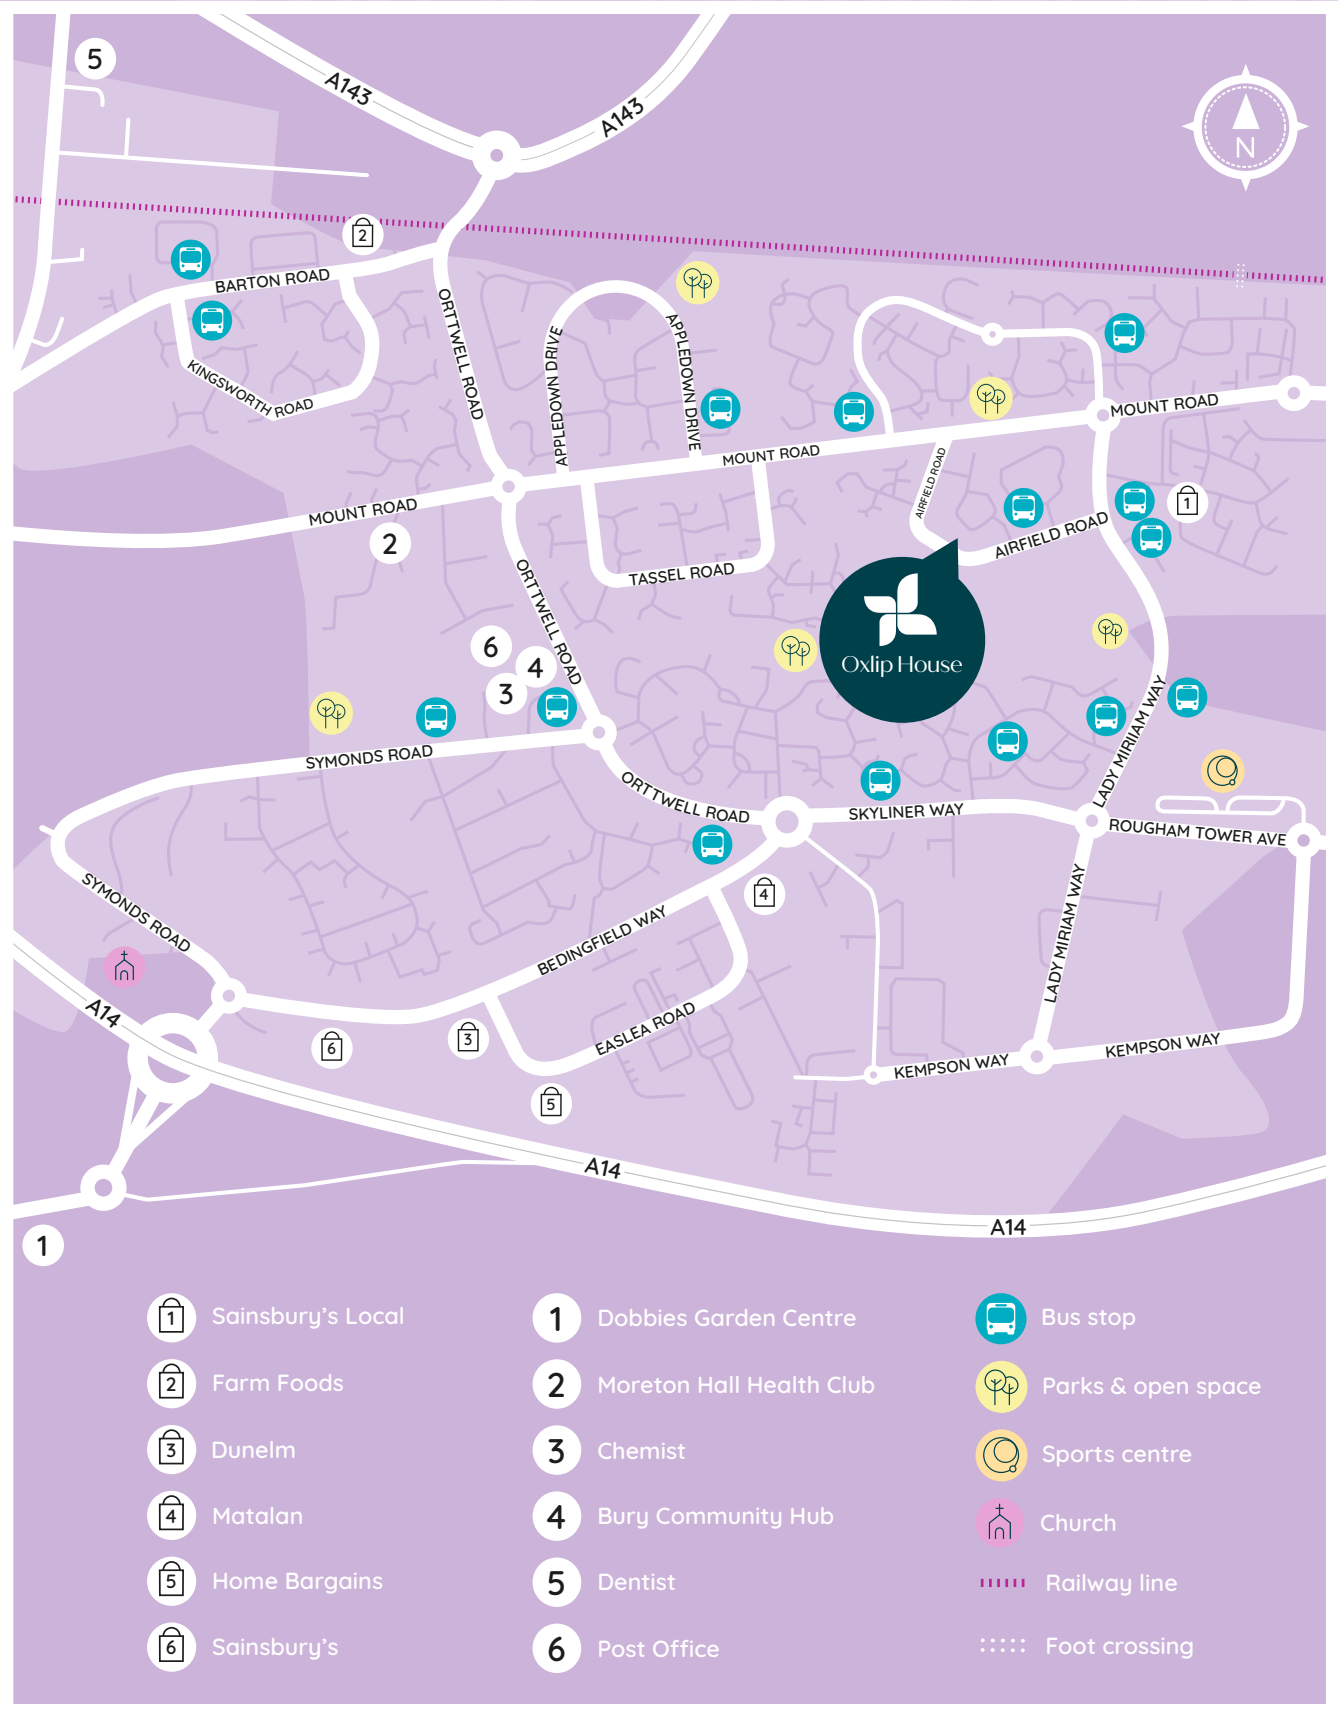 5
A143
A143
N
2
BARTON ROAD
KINGSWORTH ROAD
ORTTWELL ROAD
APPLEDOWN DRIVE
APPLEDOWN DRIVE
MOUNT ROAD
MOUNT ROAD
MOUNT ROAD
2
AIRFIELD ROAD
AIRFIELD ROAD
1
TASSEL ROAD
ORTTWELL ROAD
6
4
3
Oxlip House
SYMONDS ROAD
ORTTWELL ROAD
SKYLINER WAY
LADY MIRIIAM WAY
ROUGHAM TOWER AVE
SYMONDS ROAD
4
BEDINGFIELD WAY
LADY MIRIAM WAY
A14
6
3
EASLEA ROAD
5
KEMPSON WAY
KEMPSON WAY
A14
A14
1
1 Sainsbury's Local
2 Farm Foods
3 Dunelm
4 Matalan
5 Home Bargains
6 Sainsbury's
1 Dobbies Garden Centre
2 Moreton Hall Health Club
3 Chemist
4 Bury Community Hub
5 Dentist
6 Post Office
Bus stop
Parks & open space
Sports centre
Church
Railway line
Foot crossing